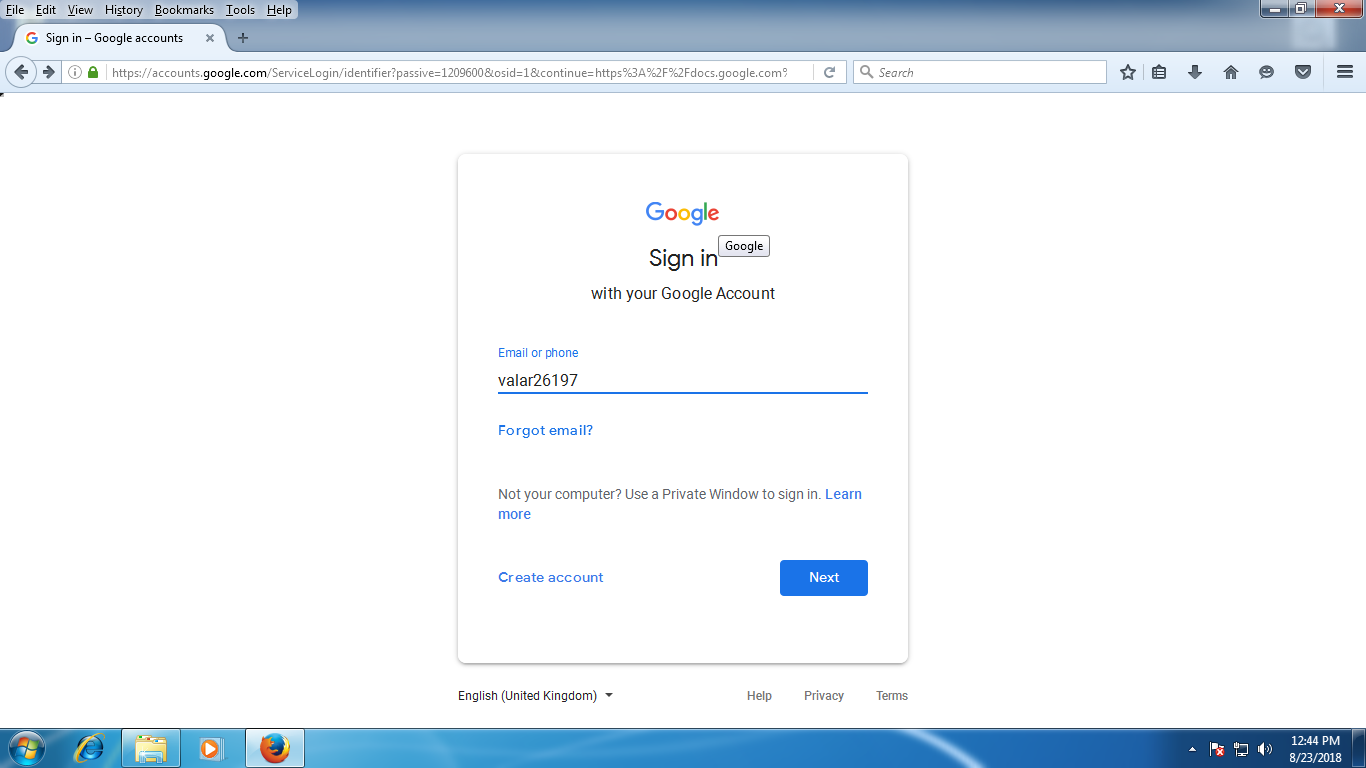 File Edit View History Bookmarks Tools Help
Sign in – Google accounts
https://accounts.google.com/ServiceLogin/identifier?passive=1209600&osid=1&continue=https%3A%2F%2Fdocs.google.com%
Search
Google
Sign in
Google
with your Google Account
Email or phone
valar26197
Forgot email?
Not your computer? Use a Private Window to sign in. Learn
more
Create account
Next
English (United Kingdom)
Help Privacy Terms
12:44 PM
8/23/2018